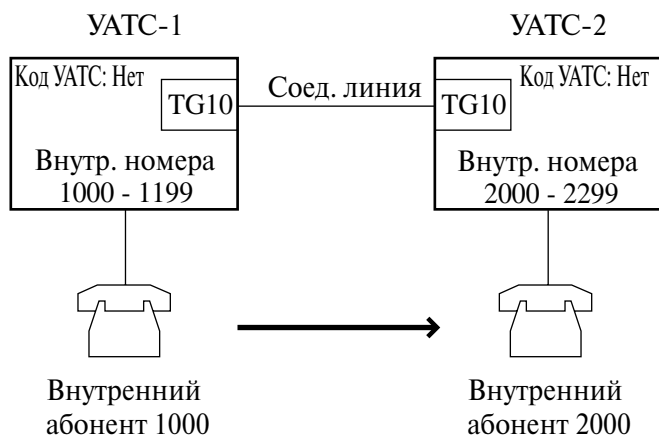 УАТС-1
УАТС-2
Код УАТС: Нет
TG10
Соед. линия
TG10
Код УАТС: Нет
Внутр. номера
1000 - 1199
Внутр. номера
2000 - 2299
Внутренний
абонент 1000
Внутренний
абонент 2000